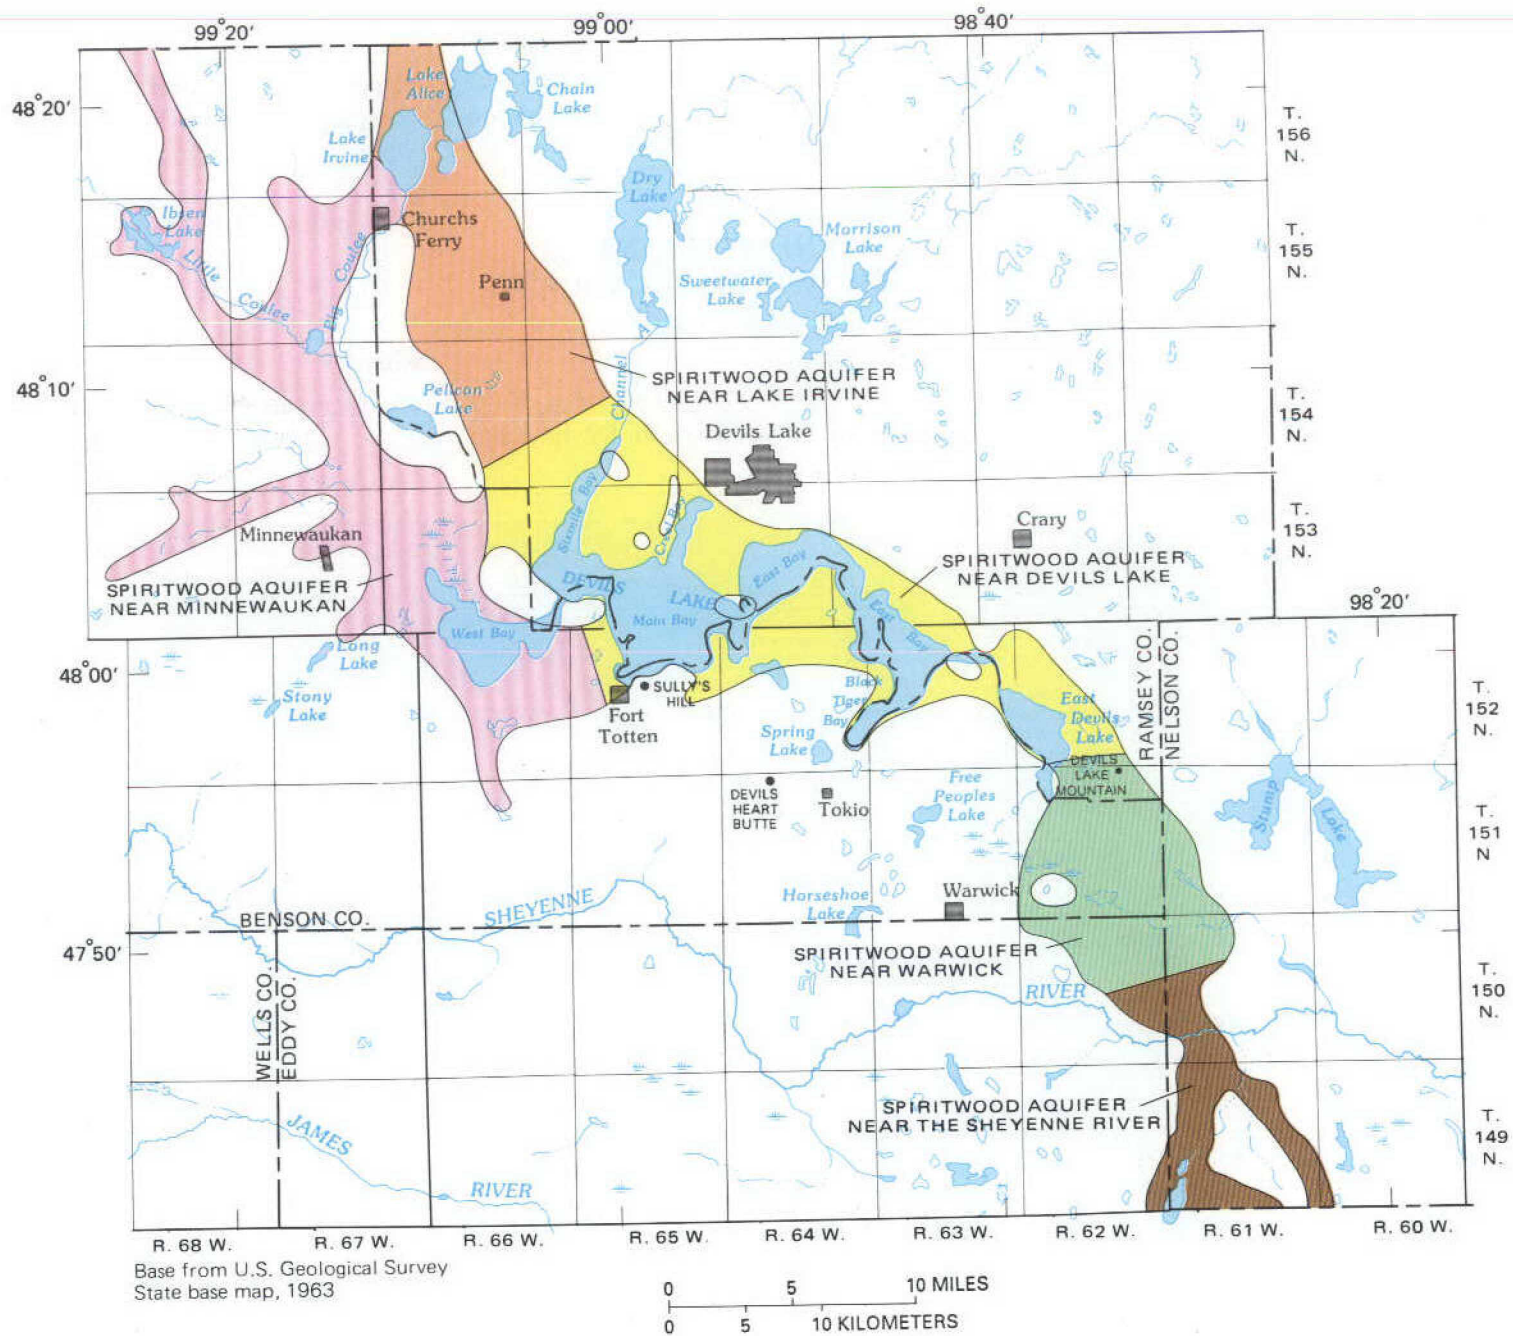 99°20′
99°00′
98°40′
48°20′
Lake
Alice
Chain
Lake
T.
156
N.
Lake
Irvine
Dry
Lake
Ibsen
Lake
Churchs
Ferry
Morrison
Lake
T.
155
N.
Little
Coulee
Big
Coulee
Penn
Sweetwater
Lake
Channel
A
48°10′
Pelican
Lake
SPIRITWOOD AQUIFER
NEAR LAKE IRVINE
T.
154
N.
Devils Lake
Sixmile Bay
Creel Bay
Minnewaukan
Crary
T.
153
N.
SPIRITWOOD AQUIFER
NEAR MINNEWAUKAN
DEVILS
LAKE
East Bay
SPIRITWOOD AQUIFER
NEAR DEVILS LAKE
98°20′
West Bay
Main Bay
East
Bay
Long
Lake
48°00′
Stony
Lake
SULLY'S
HILL
Fort
Totten
Black
Tiger
Bay
East
Devils
Lake
RAMSEY CO.
NELSON CO.
T.
152
N.
Spring
Lake
DEVILS
LAKE
MOUNTAIN
DEVILS
HEART
BUTTE
Tokio
Free
Peoples
Lake
Stump
Lake
T.
151
N
Horseshoe
Lake
Warwick
BENSON CO.
SHEYENNE
47°50′
SPIRITWOOD AQUIFER
NEAR WARWICK
RIVER
T.
150
N.
WELLS CO.
EDDY CO.
SPIRITWOOD AQUIFER
NEAR THE SHEYENNE RIVER
JAMES
RIVER
T.
149
N.
R. 68 W.
R. 67 W.
R. 66 W.
R. 65 W.
R. 64 W.
R. 63 W.
R. 62 W.
R. 61 W.
R. 60 W.
Base from U.S. Geological Survey
State base map, 1963
0 5 10 MILES
0 5 10 KILOMETERS